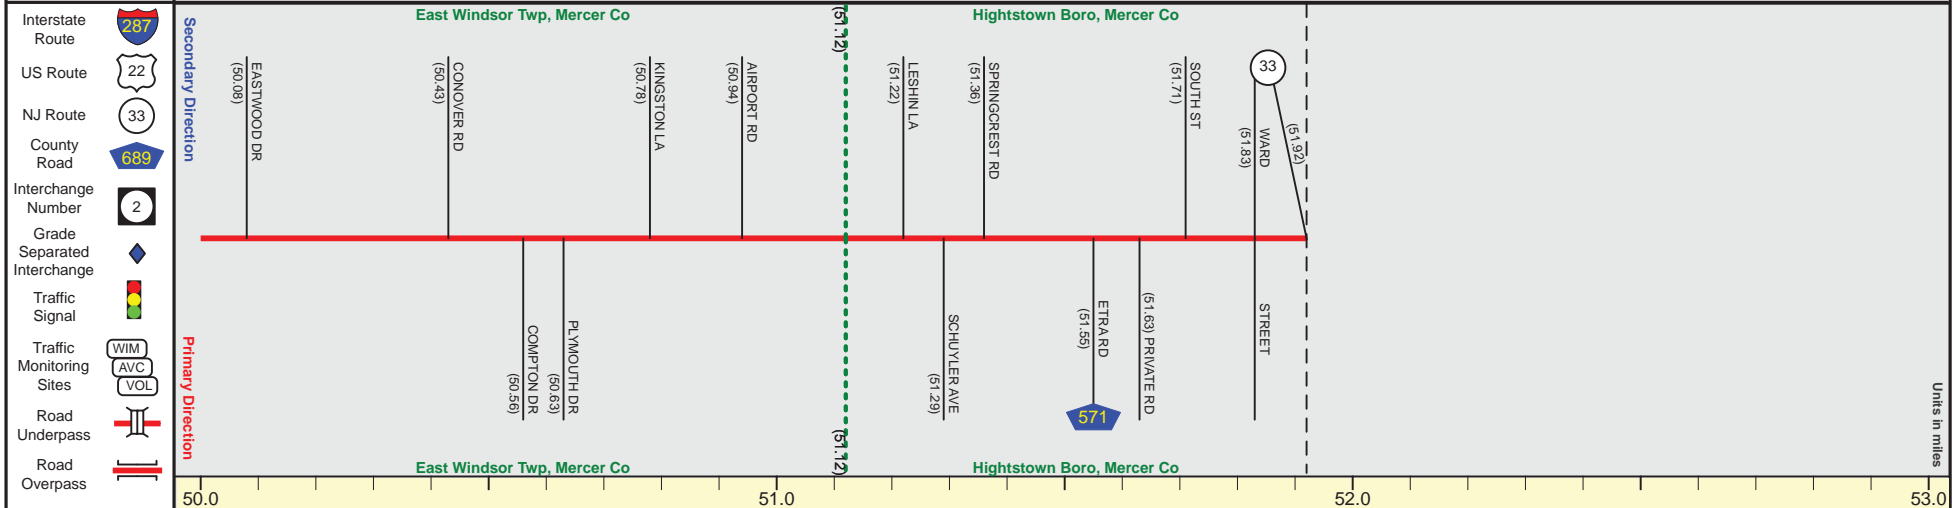 Interstate
Route
287
US Route
22
NJ Route
33
County
Road
689
Interchange
Number
2
Grade
Separated
Interchange
Traffic
Signal
Traffic
Monitoring
Sites
WIM
AVC
VOL
Road
Underpass
Road
Overpass
Secondary Direction
Primary Direction
East Windsor Twp, Mercer Co
(51.12)
Hightstown Boro, Mercer Co
EASTWOOD DR
(50.08)
CONOVER RD
(50.43)
KINGSTON LA
(50.78)
AIRPORT RD
(50.94)
LESHIN LA
(51.22)
SPRINGCREST RD
(51.36)
SOUTH ST
(51.71)
33
WARD
(51.83)
(51.92)
COMPTON DR
(50.56)
PLYMOUTH DR
(50.63)
SCHUYLER AVE
(51.29)
ETRA RD
(51.55)
571
(51.63) PRIVATE RD
STREET
East Windsor Twp, Mercer Co
(51.12)
Hightstown Boro, Mercer Co
Units in miles
50.0
51.0
52.0
53.0